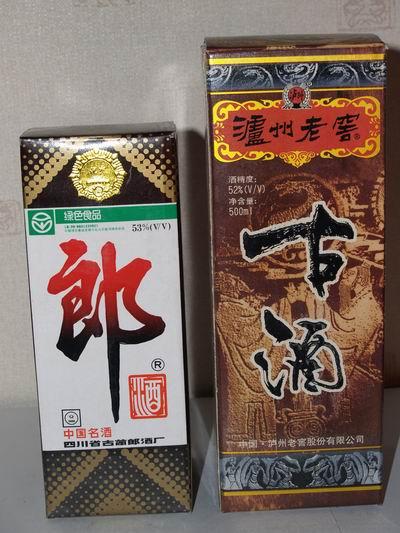 绿色食品
53%(V/V)
郎
®
酒
中国名酒
四川省古蔺郎酒厂
泸州
瀘州老窖®
酒精度:
52%(V/V)
净含量:
500ml
古
酒
中国·泸州老窖股份有限公司